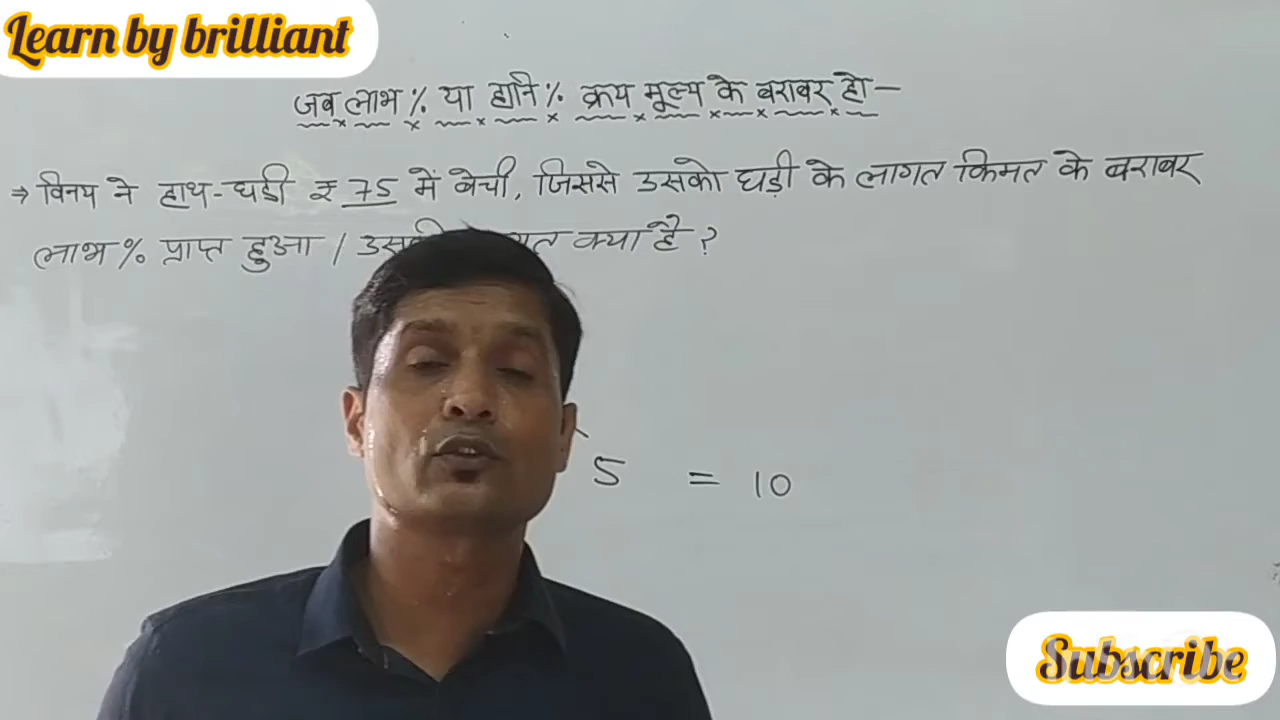 Learn by brilliant
जब लाभ % या हानि % क्रय मूल्य के बराबर हो–
⇒ विनय ने हाथ-घडी ₹ 75 में बेची, जिससे उसको घड़ी के लागत किमत के बराबर
लाभ % प्राप्त हुआ / क्या है ?
5 = 10
Subscribe